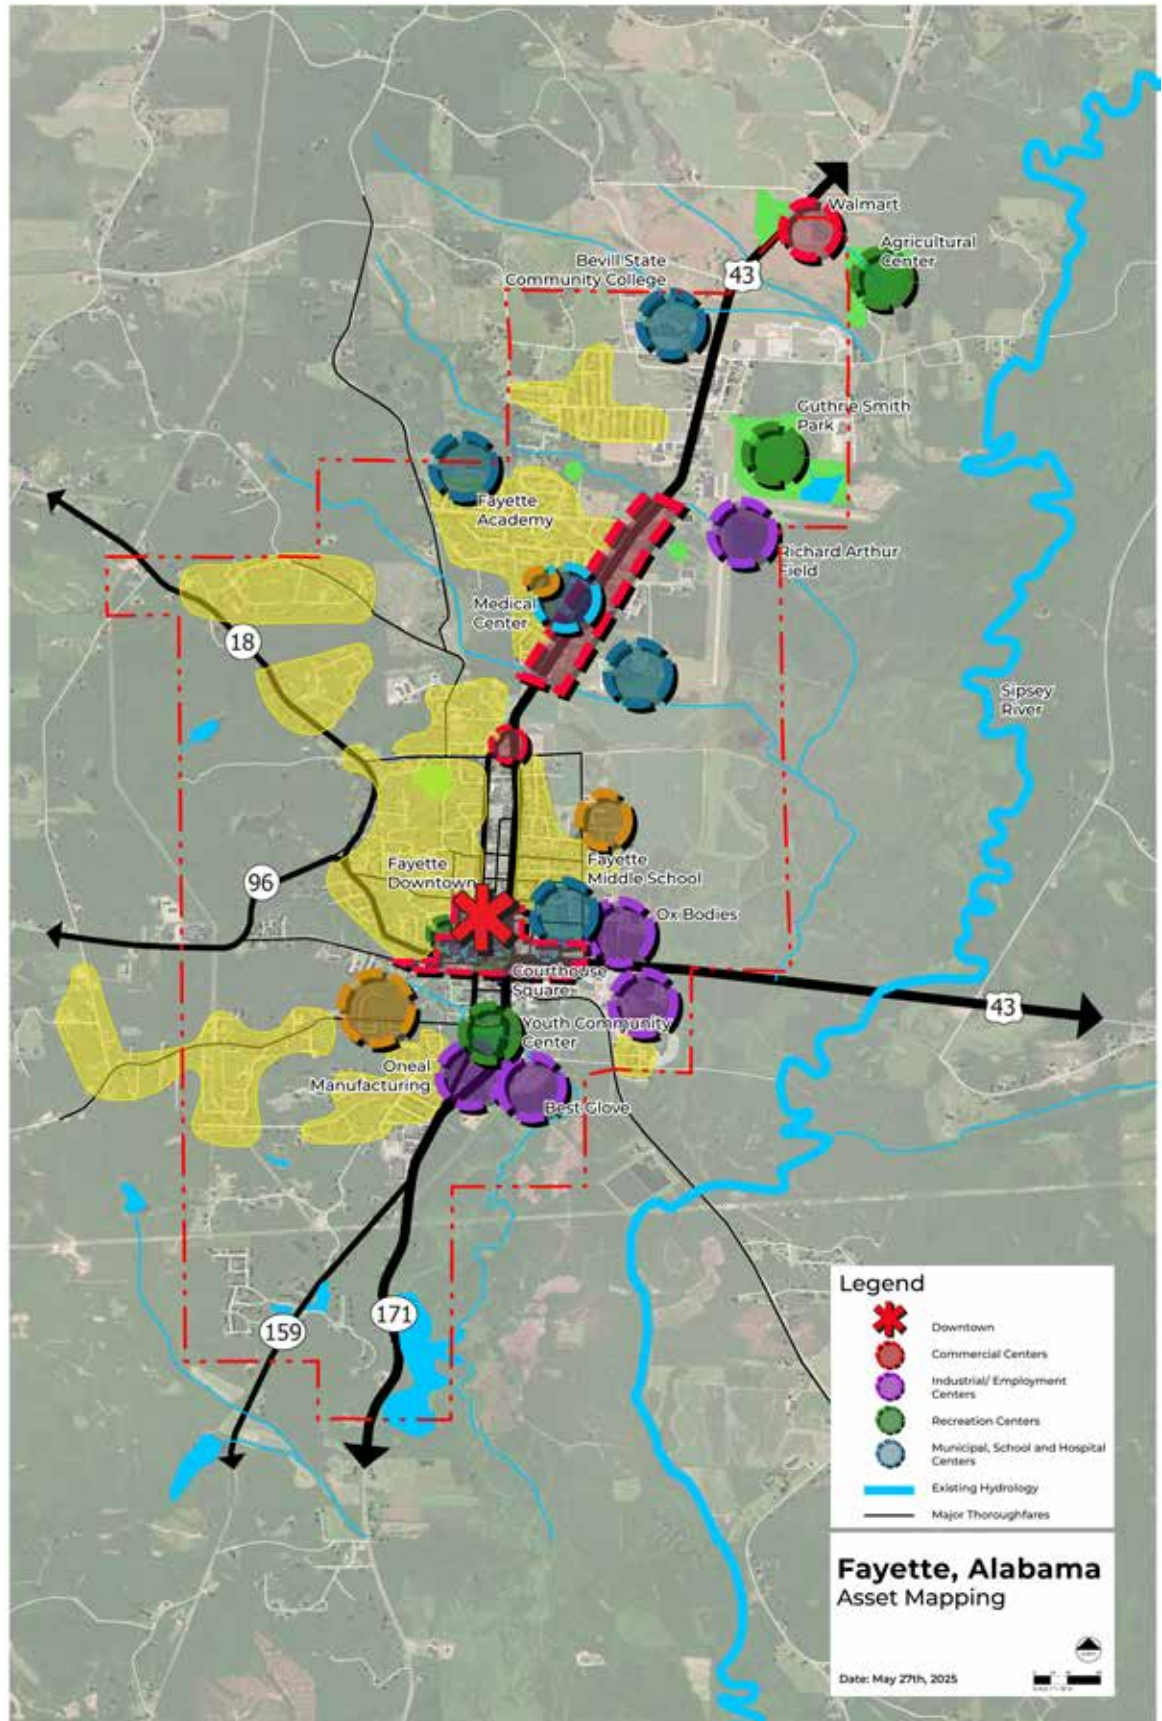 Walmart
Agricultural
Center
Bevill State
Community College
43
Guthrie Smith
Park
Fayette
Academy
Richard Arthur
Field
Medical
Center
18
Sipsey
River
96
Fayette
Downtown
Fayette
Middle School
Ox Bodies
Courthouse
Square
43
Youth Community
Center
Oneal
Manufacturing
Best Glove
171
159
Legend
Downtown
Commercial Centers
Industrial/ Employment
Centers
Recreation Centers
Municipal, School and Hospital
Centers
Existing Hydrology
Major Thoroughfares
Fayette, Alabama
Asset Mapping
Date: May 27th, 2025